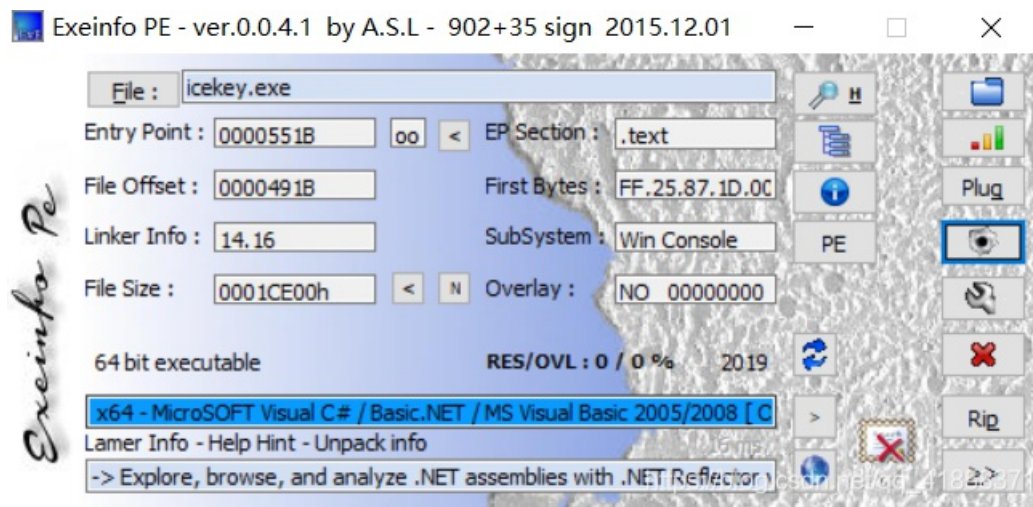 Exeinfo PE - ver.0.0.4.1 by A.S.L - 902+35 sign 2015.12.01
Exeinfo Pe
File : icekey.exe
H
Entry Point : 0000551B oo < EP Section : .text
File Offset : 0000491B First Bytes : FF.25.87.1D.00
Plug
Linker Info : 14.16 SubSystem : Win Console
PE
File Size : 0001CE00h < N Overlay : NO 00000000
64 bit executable RES/OVL : 0 / 0 % 2019
x64 - MicroSOFT Visual C# / Basic.NET / MS Visual Basic 2005/2008 [
> Rip
Lamer Info - Help Hint - Unpack info
-> Explore, browse, and analyze .NET assemblies with .NET Reflector
>>